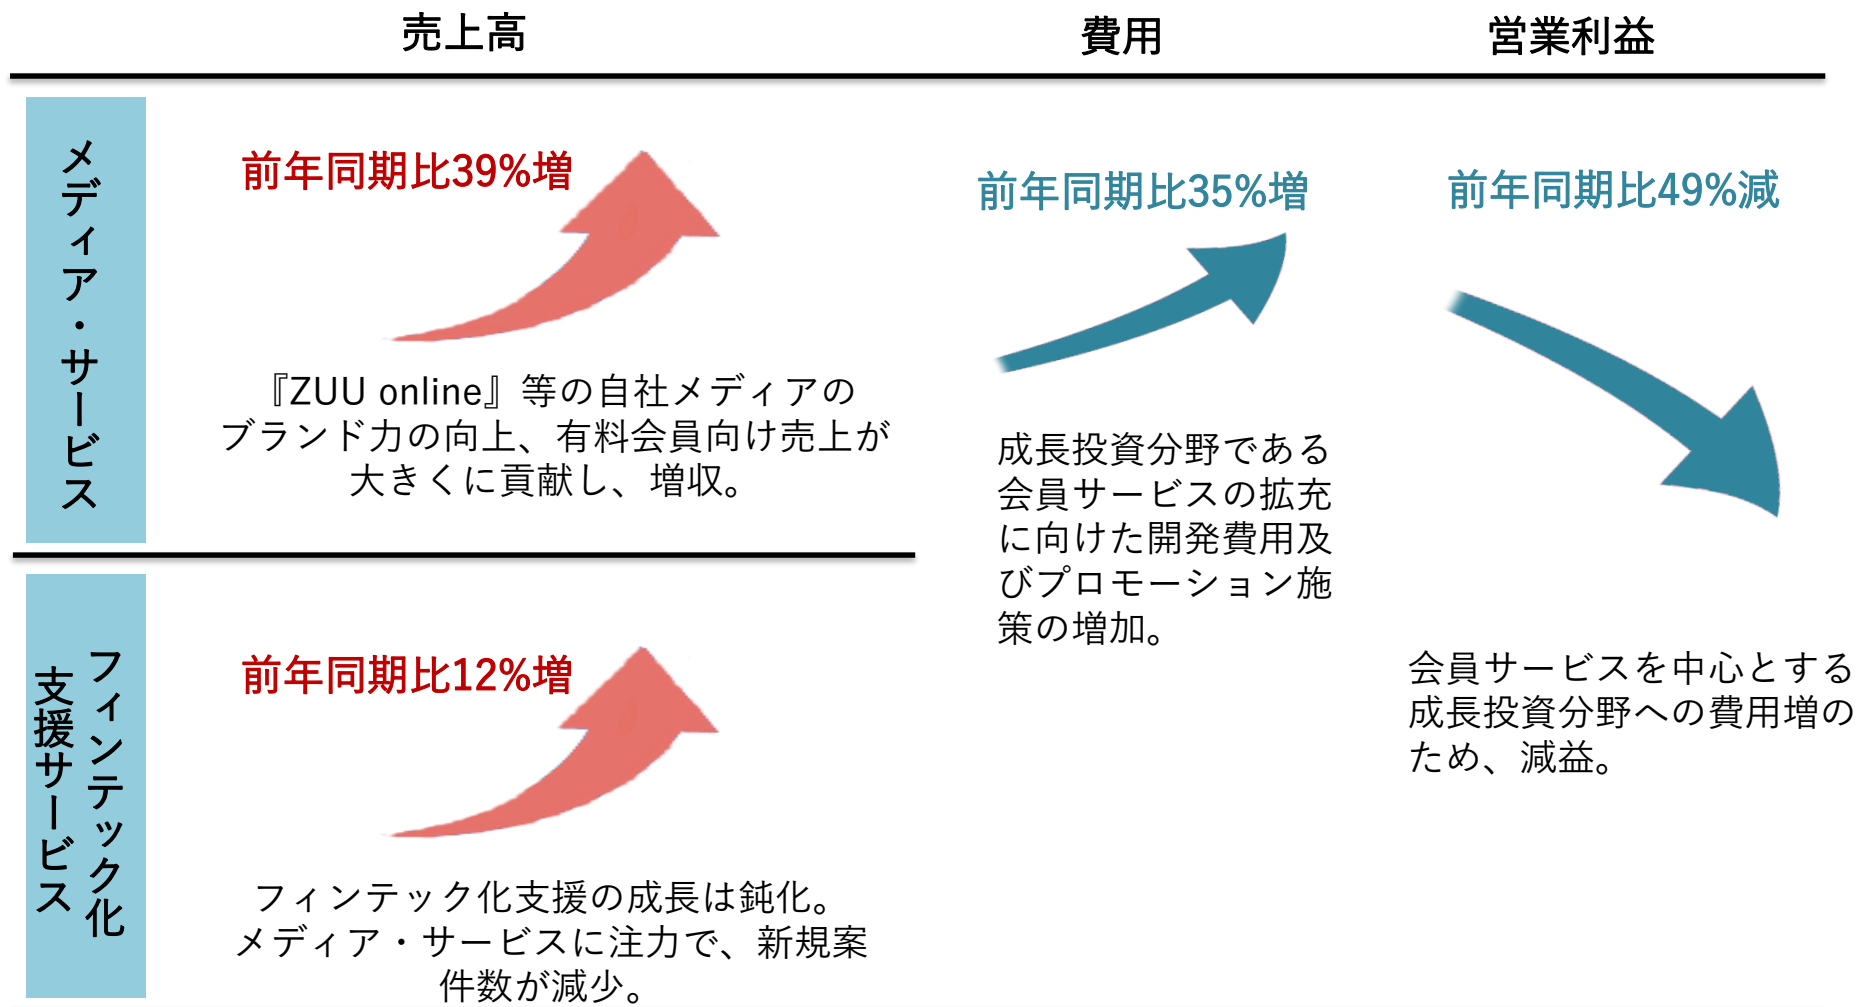 売上高
費用
営業利益
メディア・サービス
前年同期比39%増
『ZUU online』等の自社メディアの
ブランド力の向上、有料会員向け売上が
大きくに貢献し、増収。
前年同期比35%増
成長投資分野である
会員サービスの拡充
に向けた開発費用及
びプロモーション施
策の増加。
前年同期比49%減
会員サービスを中心とする
成長投資分野への費用増の
ため、減益。
フィンテック化
支援サービス
前年同期比12%増
フィンテック化支援の成長は鈍化。
メディア・サービスに注力で、新規案
件数が減少。